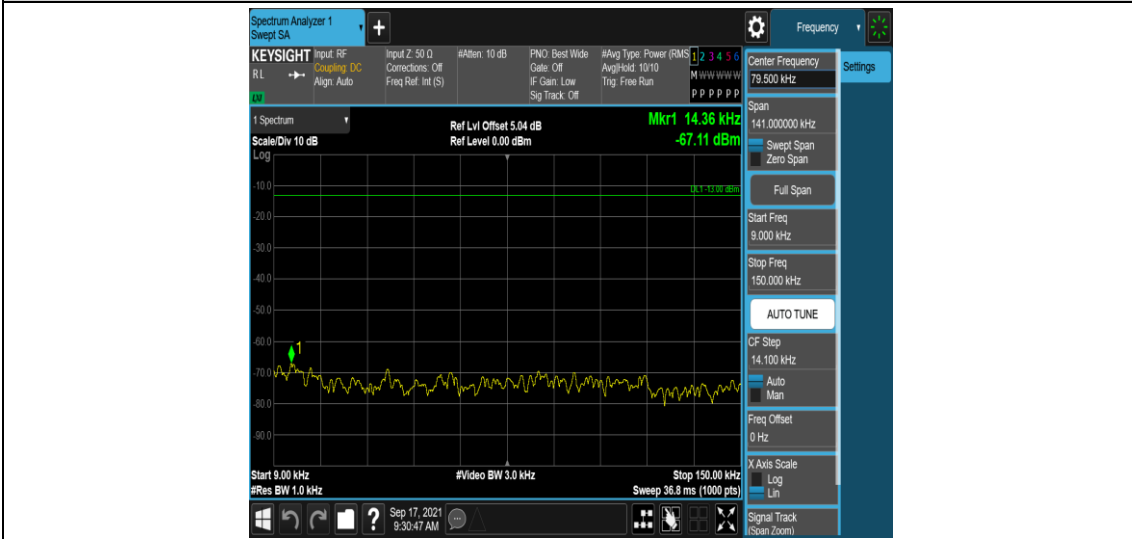 Spectrum Analyzer 1
Swept SA
+
Frequency
KEYSIGHT
RL
LM
Input: RF
Coupling: DC
Align: Auto
Input Z: 50 Ω
Corrections: Off
Freq Ref: Int (S)
#Atten: 10 dB
PNO: Best Wide
Gate: Off
IF Gain: Low
Sig Track: Off
#Avg Type: Power (RMS
Avg|Hold: 10/10
Trig: Free Run
1 2 3 4 5 6
M W W W W W
P P P P P P
1 Spectrum
Scale/Div 10 dB
Log
Ref Lvl Offset 5.04 dB
Ref Level 0.00 dBm
Mkr1 14.36 kHz
-67.11 dBm
DL1 -13.00 dBm
-10.0
-20.0
-30.0
-40.0
-50.0
-60.0
-70.0
-80.0
-90.0
1
Start 9.00 kHz
#Res BW 1.0 kHz
#Video BW 3.0 kHz
Stop 150.00 kHz
Sweep 36.8 ms (1000 pts)
?
Sep 17, 2021
9:30:47 AM
Center Frequency
79.500 kHz
Span
141.000000 kHz
Swept Span
Zero Span
Full Span
Start Freq
9.000 kHz
Stop Freq
150.000 kHz
AUTO TUNE
CF Step
14.100 kHz
Auto
Man
Freq Offset
0 Hz
X Axis Scale
Log
Lin
Signal Track
(Span Zoom)
Settings